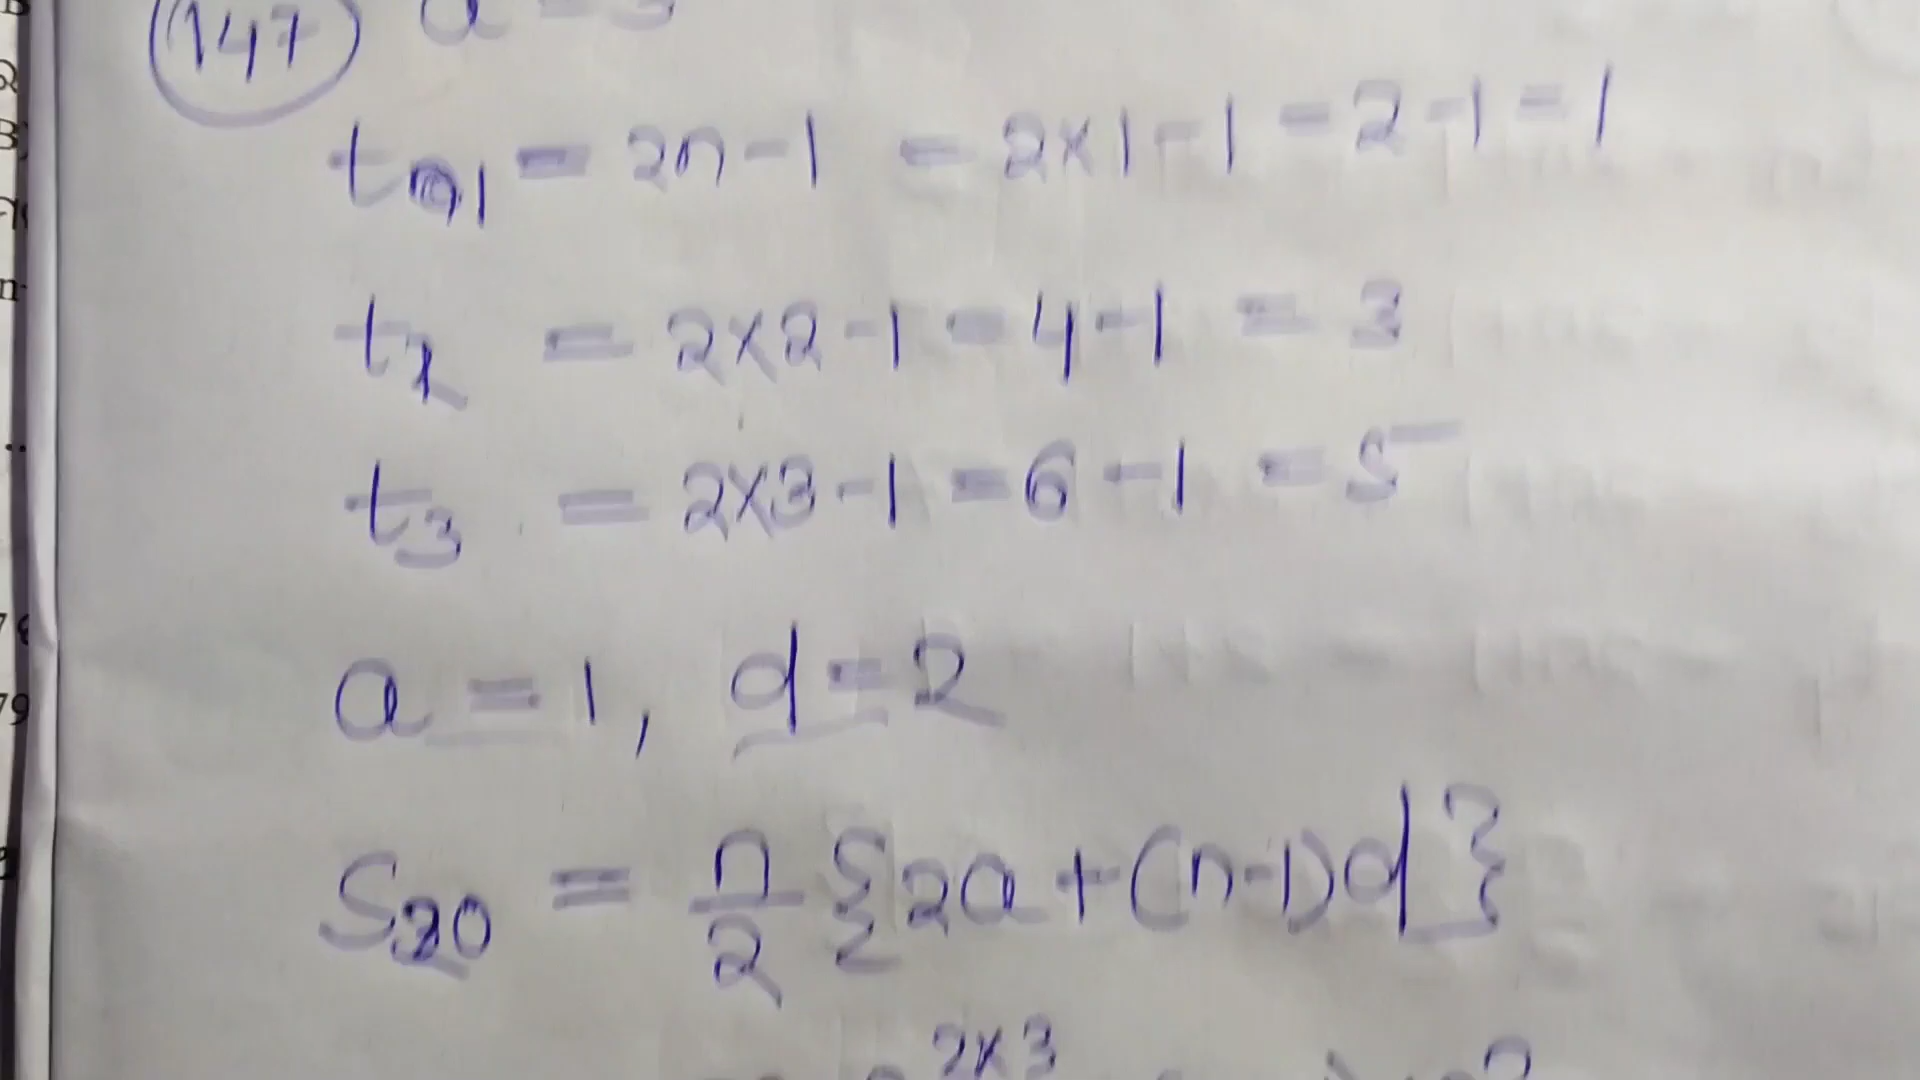 147 a = 3
t1 = 2n-1 = 2×1-1 = 2-1 = 1
t2 = 2×2-1 = 4-1 = 3
t3 = 2×3-1 = 6-1 = 5
a = 1, d = 2
S20 = n/2 {2a+(n-1)d}
2×3